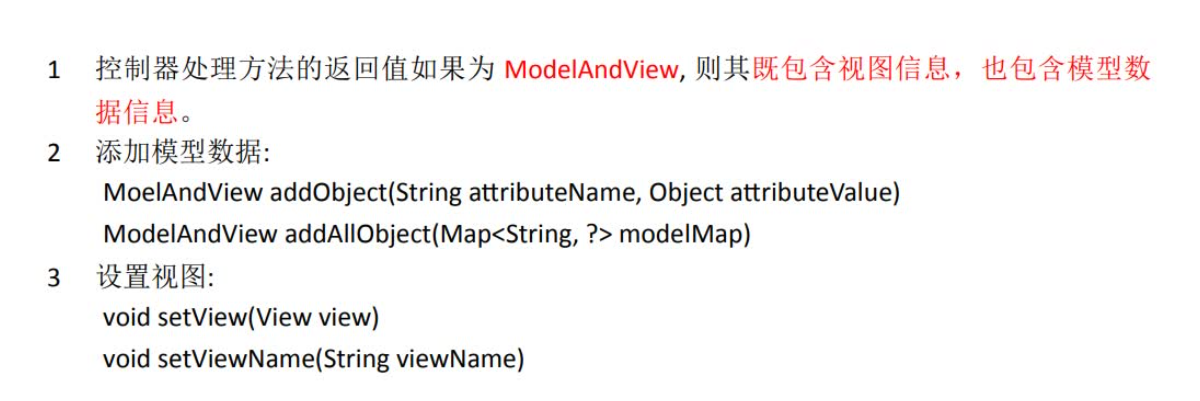 1 控制器处理方法的返回值如果为 ModelAndView, 则其既包含视图信息，也包含模型数
据信息。
2 添加模型数据:
MoelAndView addObject(String attributeName, Object attributeValue)
ModelAndView addAllObject(Map<String, ?> modelMap)
3 设置视图:
void setView(View view)
void setViewName(String viewName)